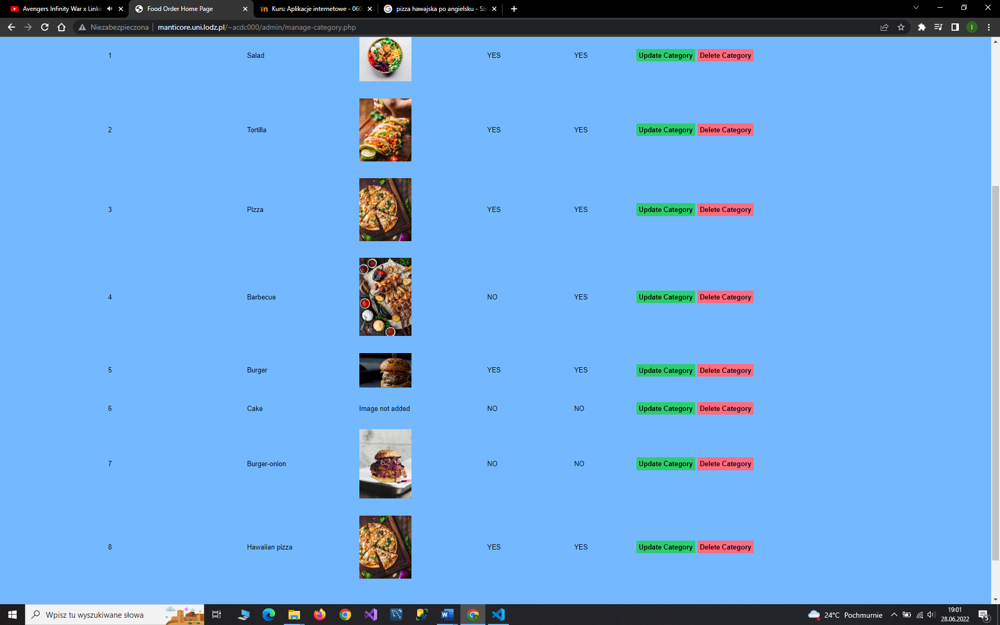 Avengers Infinity War x Linki
Food Order Home Page
Kurs: Aplikacje internetowe - 060
pizza hawajska po angielsku - Szu
Niezabezpieczona manticore.uni.lodz.pl/~acdc000/admin/manage-category.php
I
1 Salad YES YES Update Category Delete Category
2 Tortilla YES YES Update Category Delete Category
3 Pizza YES YES Update Category Delete Category
4 Barbecue NO YES Update Category Delete Category
5 Burger YES YES Update Category Delete Category
6 Cake Image not added NO NO Update Category Delete Category
7 Burger-onion NO NO Update Category Delete Category
8 Hawaiian pizza YES YES Update Category Delete Category
Wpisz tu wyszukiwane słowa
24°C Pochmurnie
19:01
28.06.2022
5